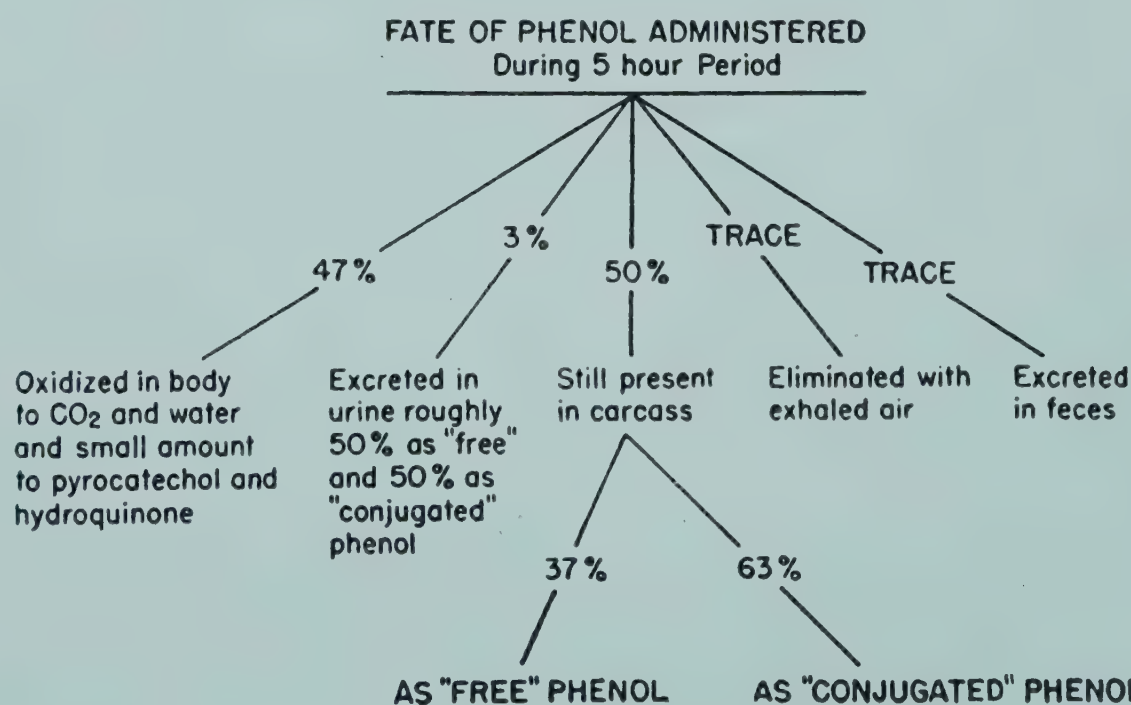 FATE OF PHENOL ADMINISTERED
During 5 hour Period
47%
3%
50%
TRACE
TRACE
Oxidized in body
to CO₂ and water
and small amount
to pyrocatechol and
hydroquinone
Excreted in
urine roughly
50% as "free"
and 50% as
"conjugated"
phenol
Still present
in carcass
Eliminated with
exhaled air
Excreted
in feces
37%
63%
AS "FREE" PHENOL
AS "CONJUGATED" PHENOL